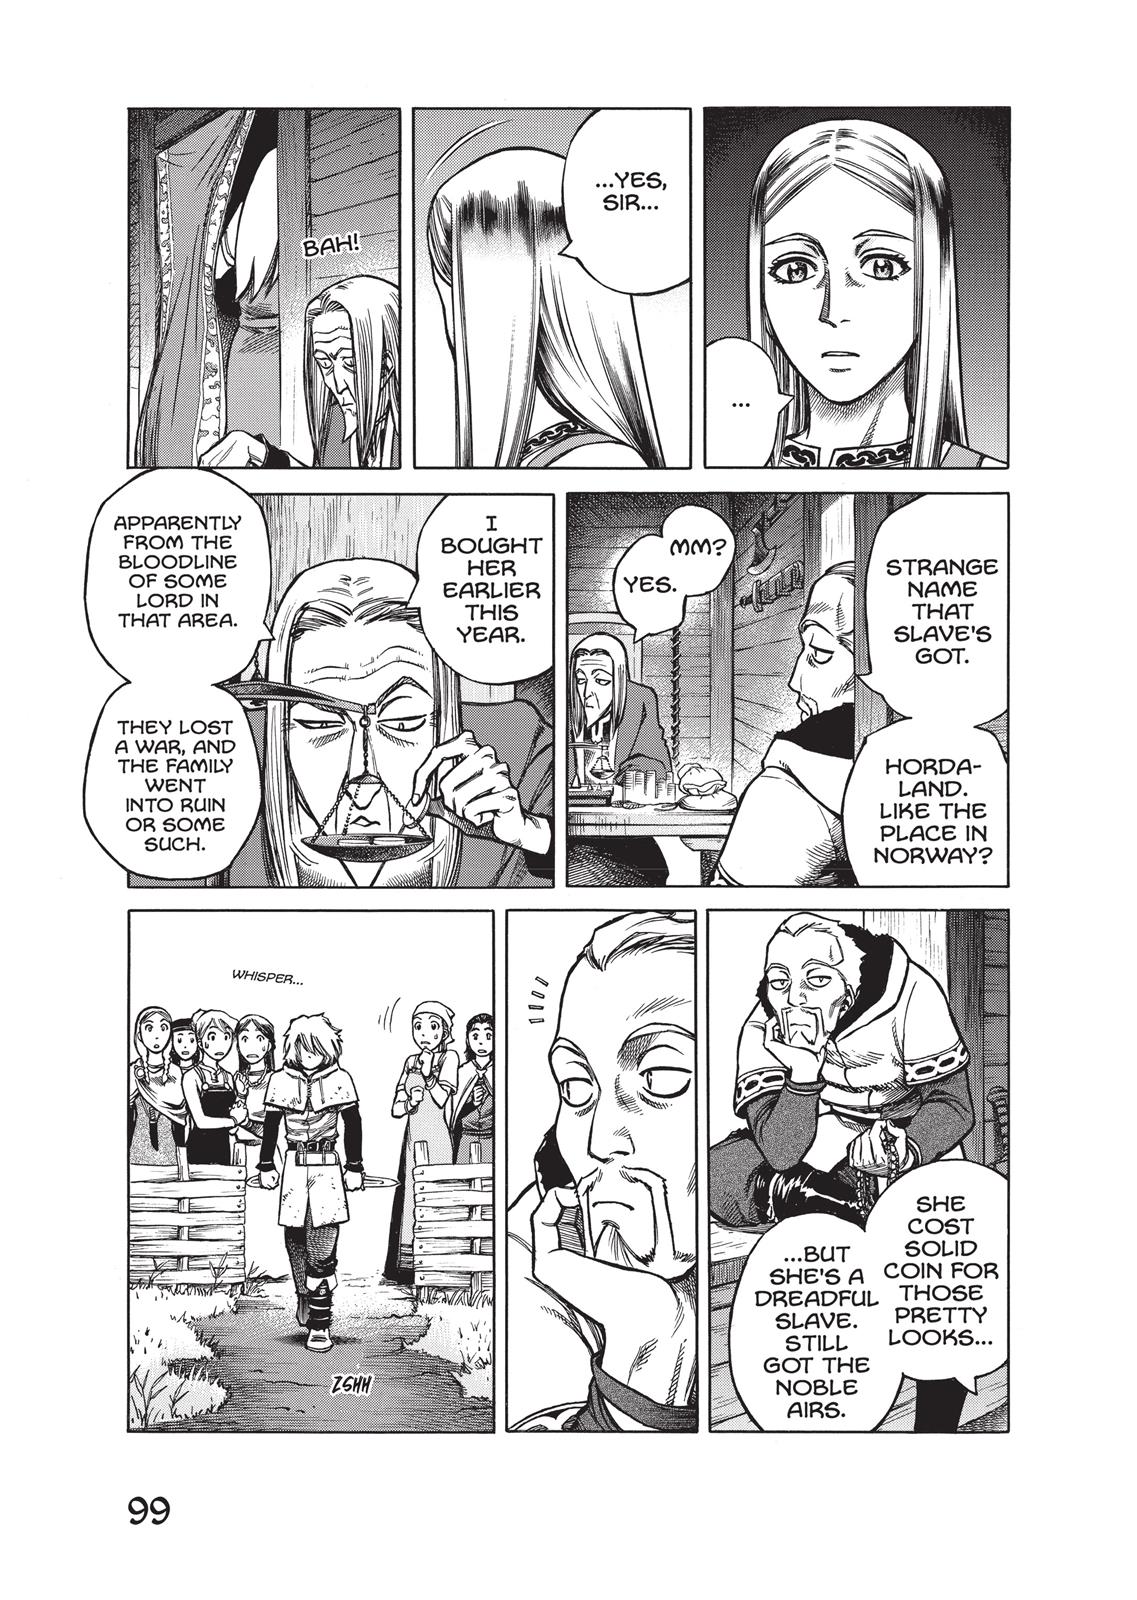 ...
...YES,
SIR...
BAH!
STRANGE
NAME
THAT
SLAVE'S
GOT.
HORDA-
LAND.
LIKE THE
PLACE IN
NORWAY?
MM?
YES.
I
BOUGHT
HER
EARLIER
THIS
YEAR.
APPARENTLY
FROM THE
BLOODLINE
OF SOME
LORD IN
THAT AREA.
THEY LOST
A WAR, AND
THE FAMILY
WENT
INTO RUIN
OR SOME
SUCH.
SHE
COST
SOLID
COIN FOR
THOSE
PRETTY
LOOKS...
...BUT
SHE'S A
DREADFUL
SLAVE.
STILL
GOT THE
NOBLE
AIRS.
WHISPER...
ZSHH
99